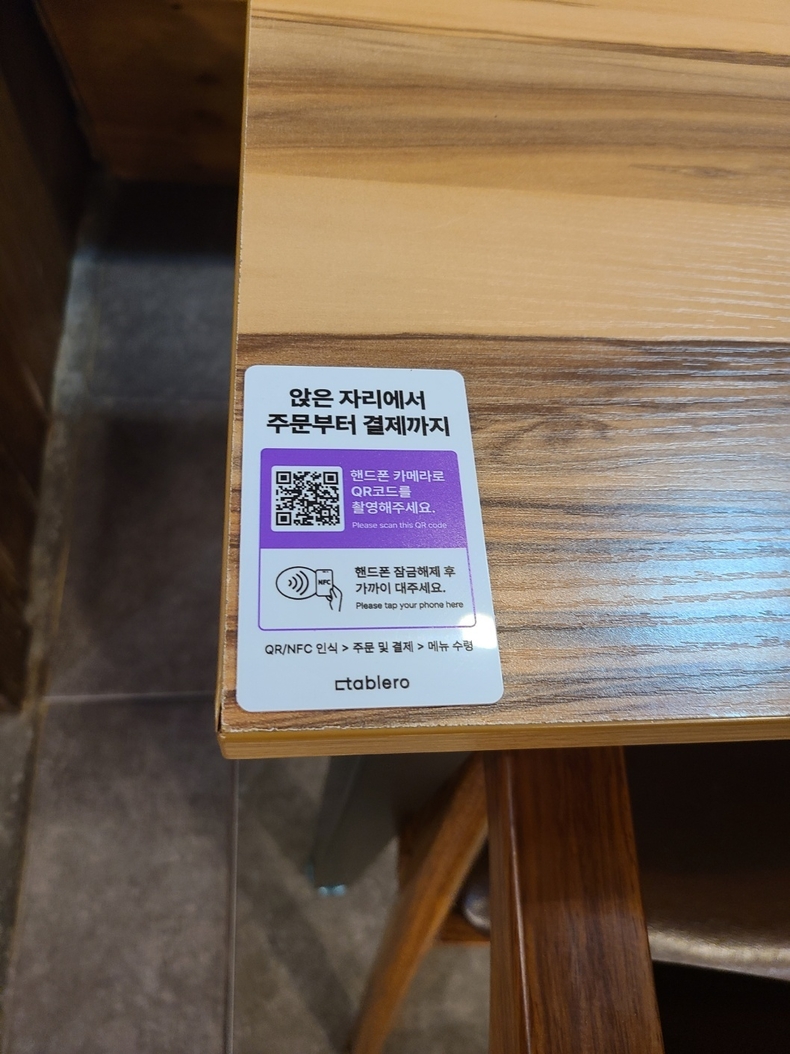 앉은 자리에서
주문부터 결제까지
핸드폰 카메라로
QR코드를
촬영해주세요.
Please scan this QR code
NFC
핸드폰 잠금해제 후
가까이 대주세요.
Please tap your phone here
QR/NFC 인식 > 주문 및 결제 > 메뉴 수령
tablero